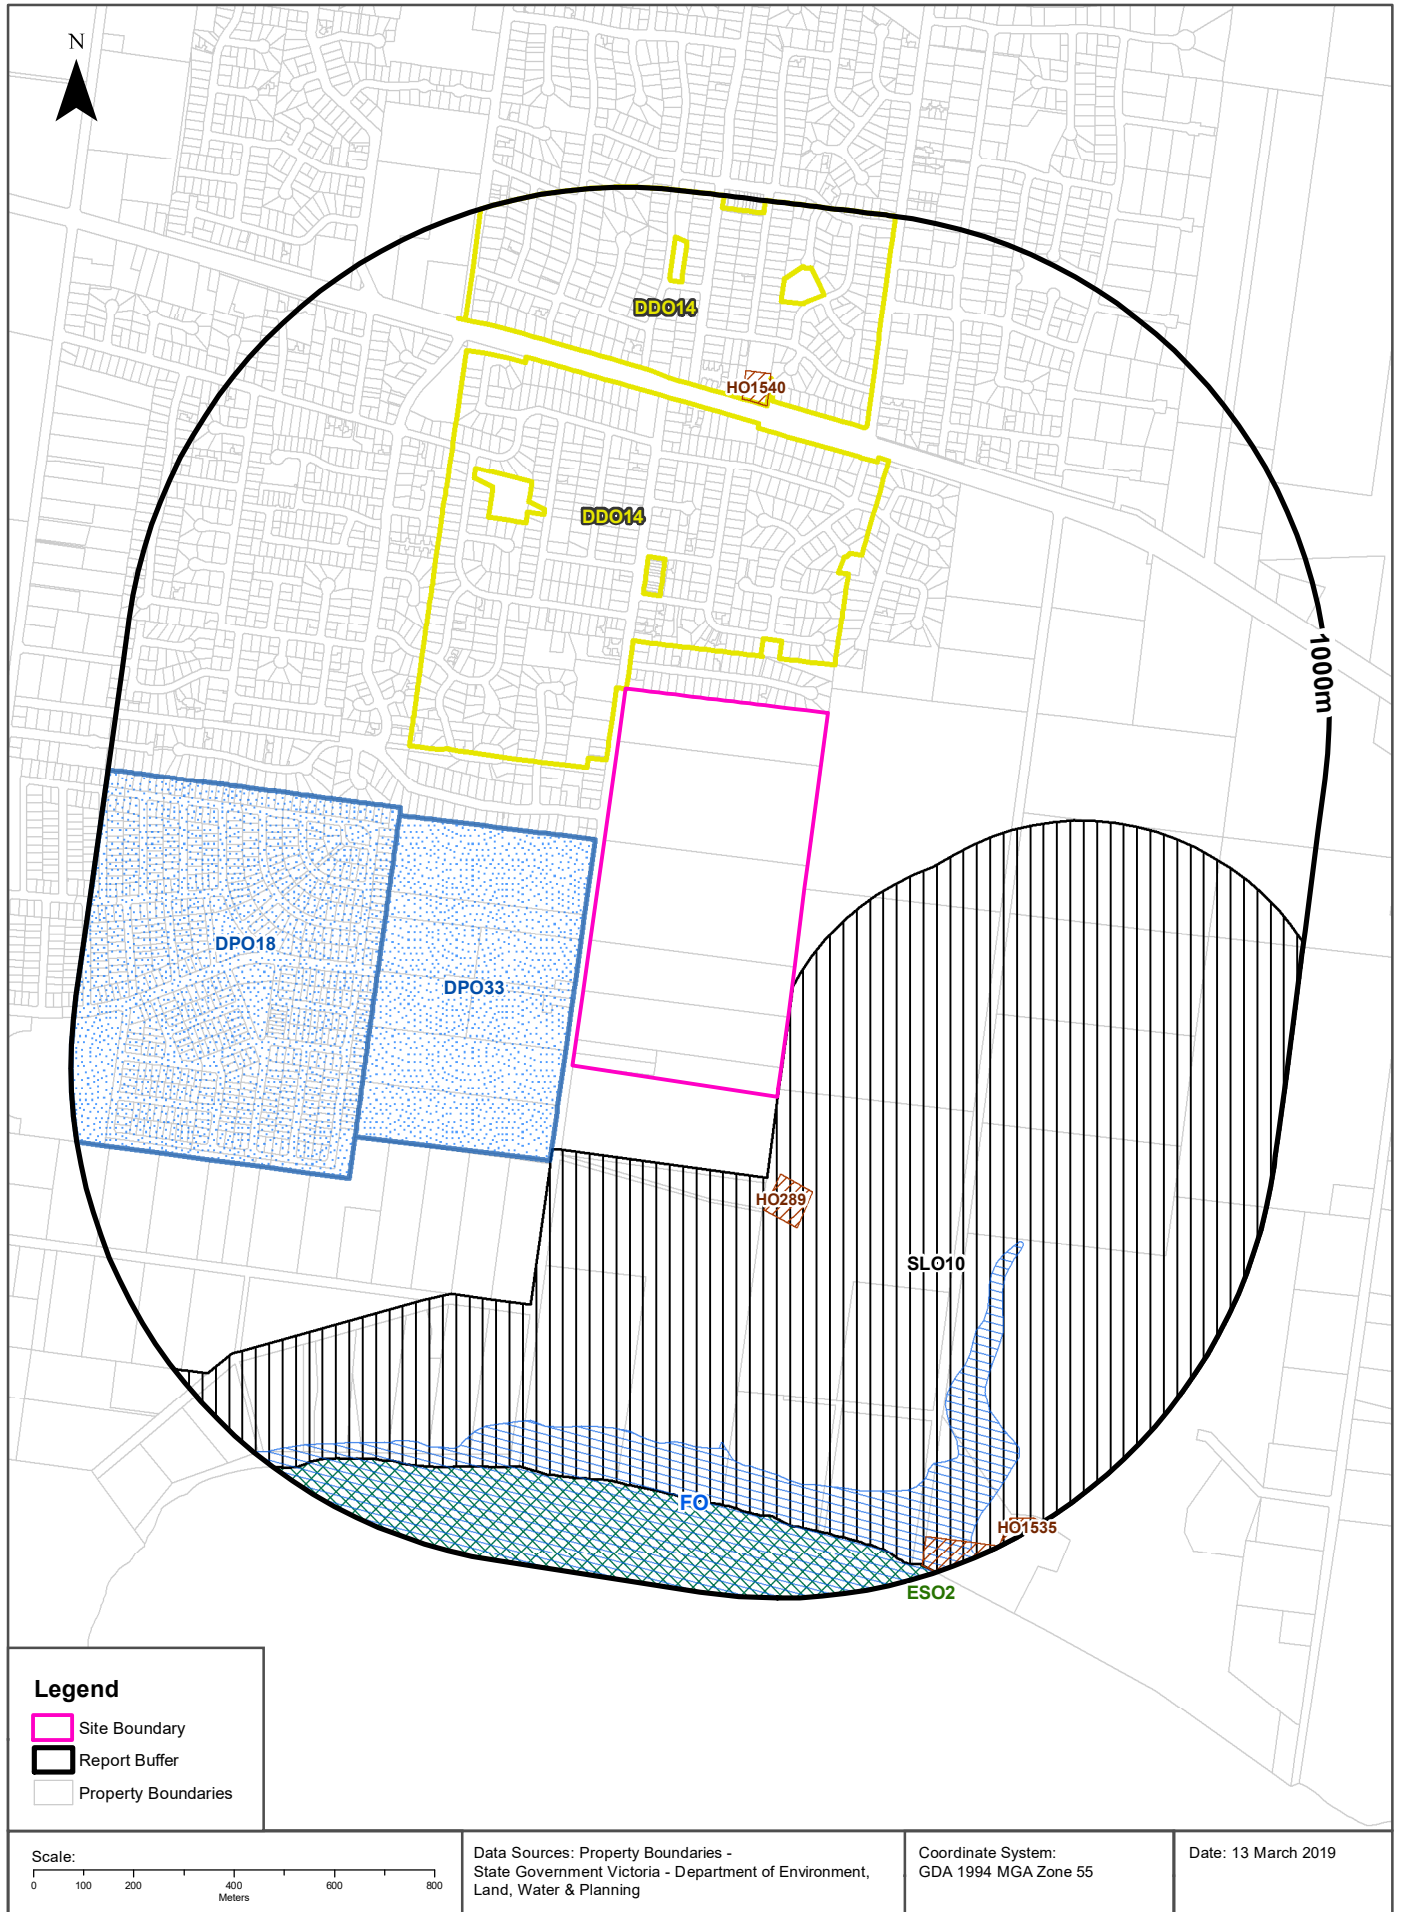 N
DDO14
HO1540
DDO14
1000m
DPO18
DPO33
HO289
SLO10
FO
HO1535
ESO2
Legend
Site Boundary
Report Buffer
Property Boundaries
Scale:
0 100 200 400 600 800
Meters
Data Sources: Property Boundaries -
State Government Victoria - Department of Environment,
Land, Water & Planning
Coordinate System:
GDA 1994 MGA Zone 55
Date: 13 March 2019